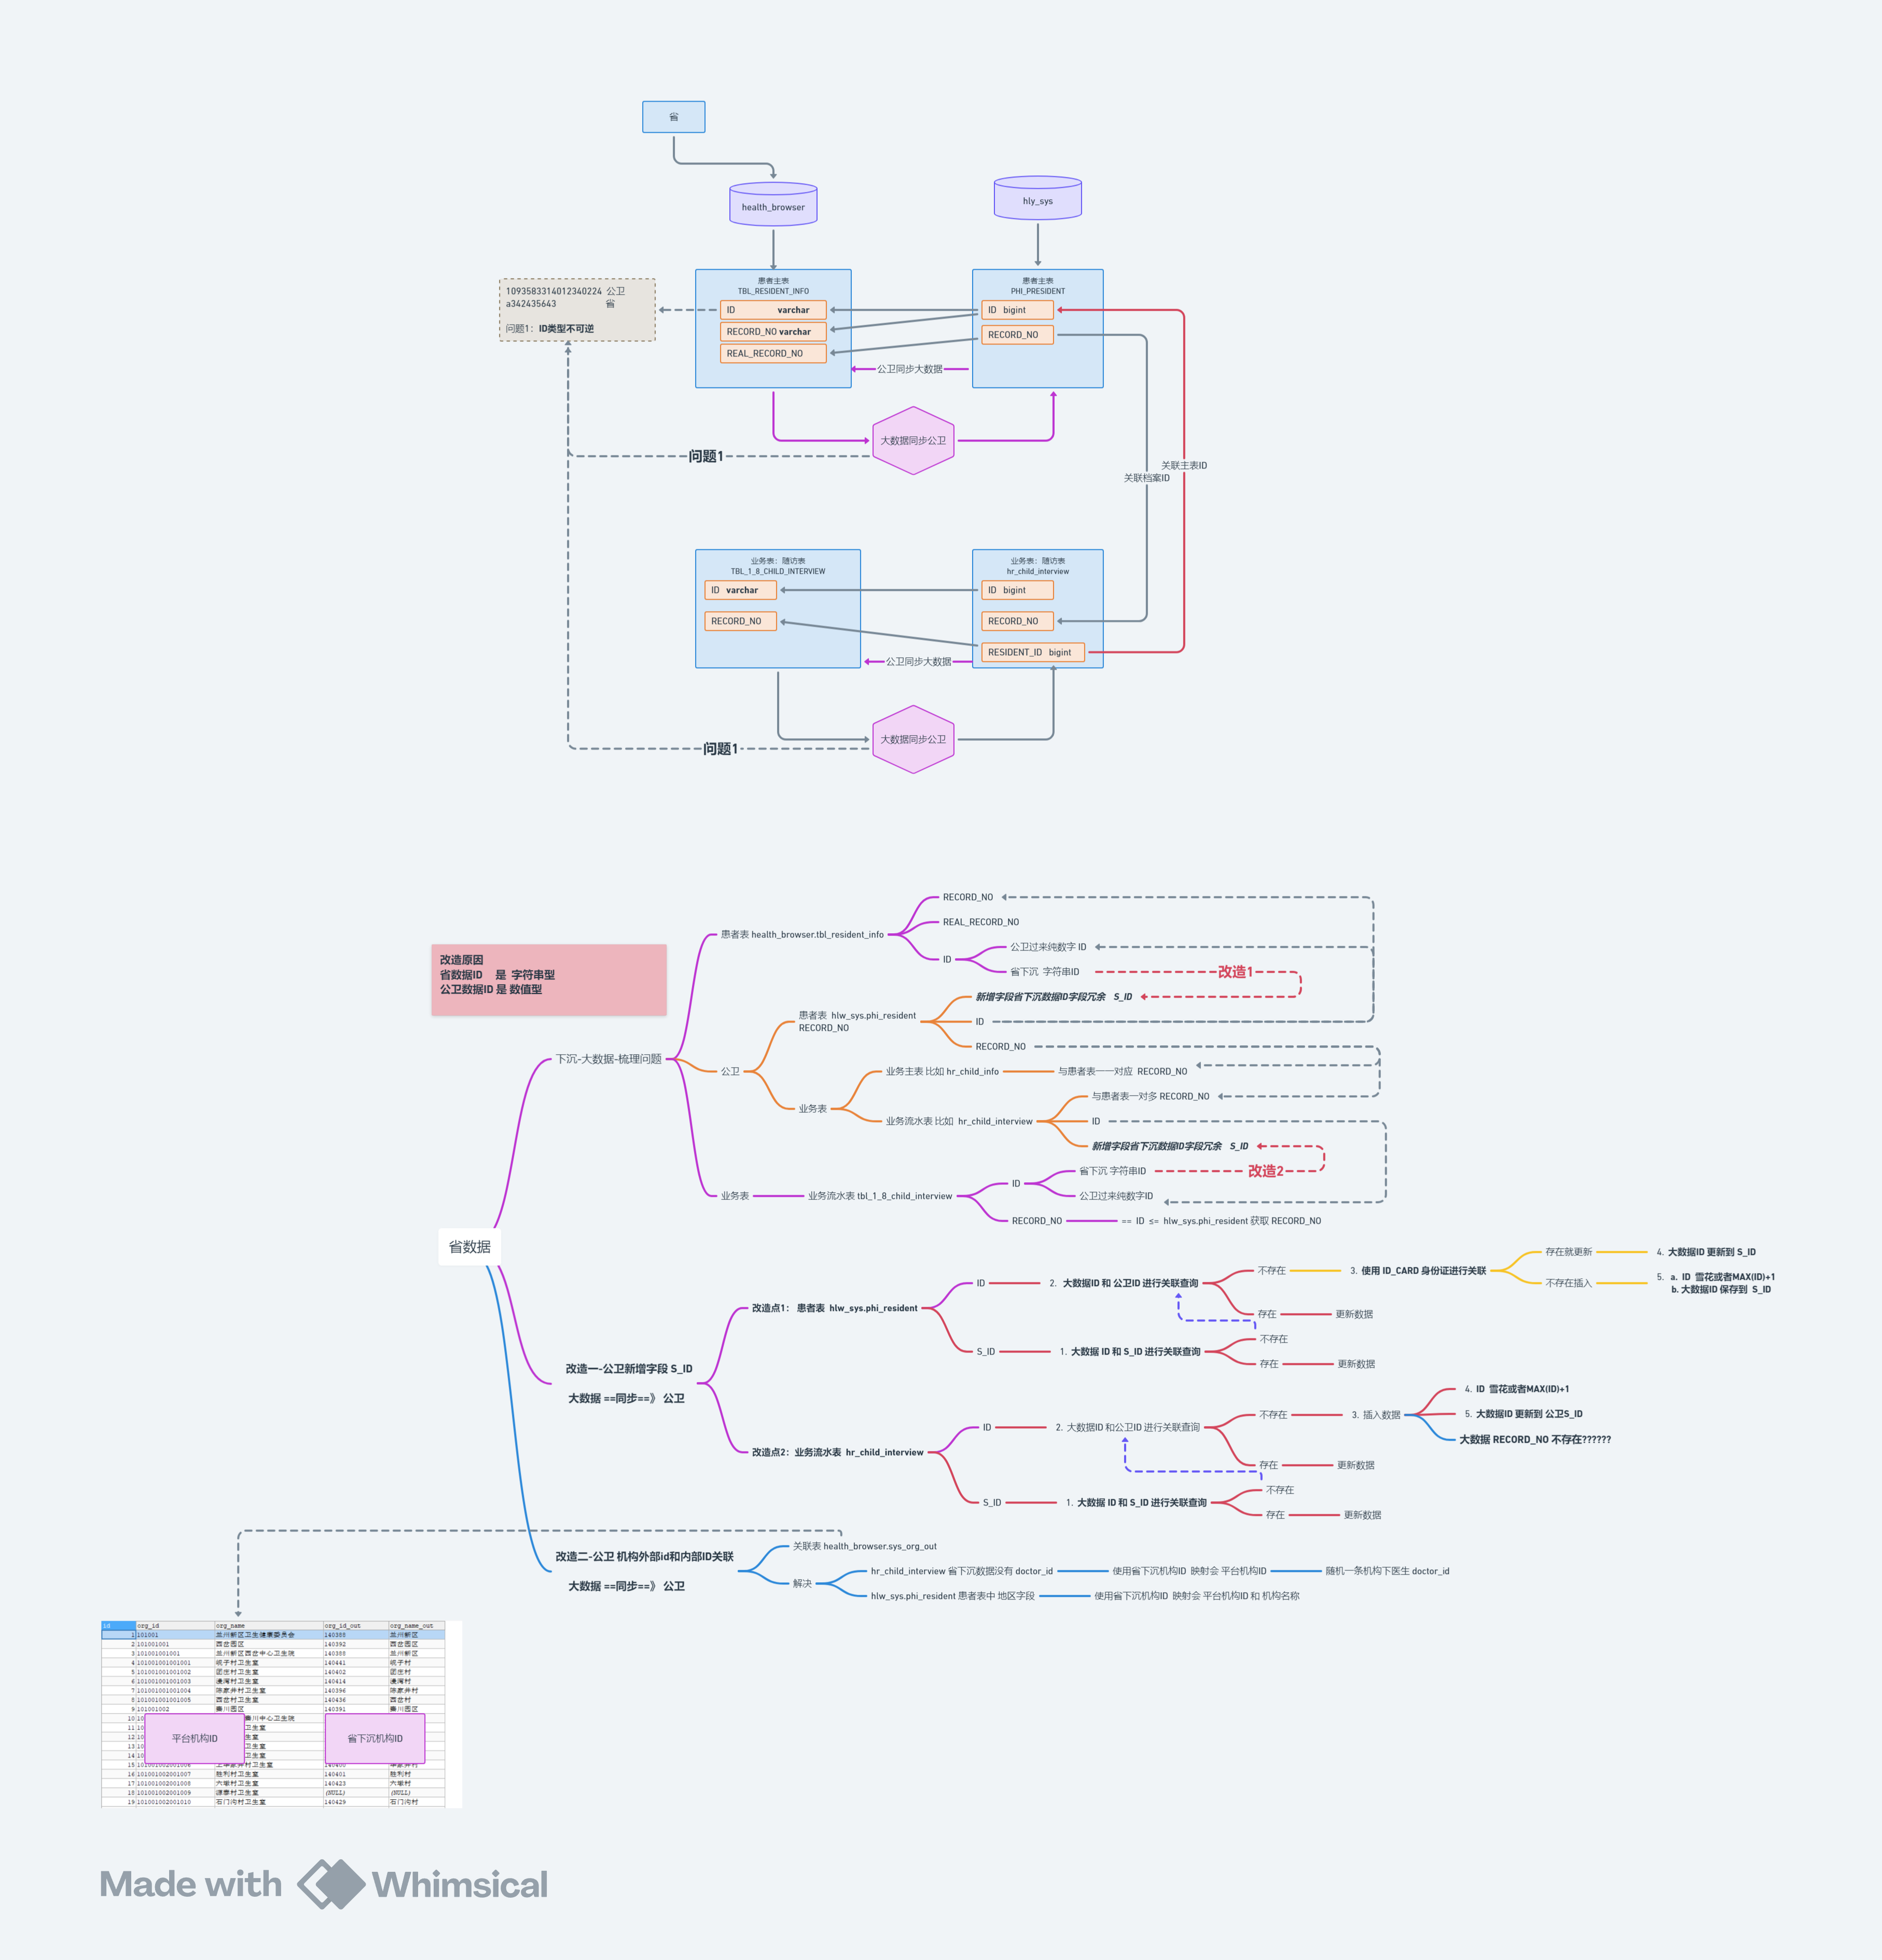 省
health_browser
hly_sys
1093583314012340224 公卫
a342435643 省
问题1：ID类型不可逆
患者主表
TBL_RESIDENT_INFO
ID varchar
RECORD_NO varchar
REAL_RECORD_NO
患者主表
PHI_PRESIDENT
ID bigint
RECORD_NO
公卫同步大数据
大数据同步公卫
问题1
关联主表ID
关联档案ID
业务表：随访表
TBL_1_8_CHILD_INTERVIEW
ID varchar
RECORD_NO
业务表：随访表
hr_child_interview
ID bigint
RECORD_NO
RESIDENT_ID bigint
公卫同步大数据
大数据同步公卫
问题1
改造原因
省数据ID 是 字符串型
公卫数据ID 是 数值型
省数据
下沉-大数据-梳理问题
患者表 health_browser.tbl_resident_info
RECORD_NO
REAL_RECORD_NO
ID
公卫过来纯数字 ID
省下沉 字符串ID
改造1
公卫
患者表 hlw_sys.phi_resident
RECORD_NO
新增字段省下沉数据ID字段冗余 S_ID
ID
RECORD_NO
业务表
业务主表 比如 hr_child_info
与患者表一一对应 RECORD_NO
业务流水表 比如 hr_child_interview
与患者表一对多 RECORD_NO
ID
新增字段省下沉数据ID字段冗余 S_ID
改造2
业务表
业务流水表 tbl_1_8_child_interview
ID
省下沉 字符串ID
公卫过来纯数字ID
RECORD_NO
== ID <= hlw_sys.phi_resident 获取 RECORD_NO
改造一-公卫新增字段 S_ID
大数据 ==同步==》 公卫
改造点1： 患者表 hlw_sys.phi_resident
ID
2. 大数据ID 和 公卫ID 进行关联查询
不存在
3. 使用 ID_CARD 身份证进行关联
存在就更新
4. 大数据ID 更新到 S_ID
不存在插入
5. a. ID 雪花或者MAX(ID)+1
b. 大数据ID 保存到 S_ID
存在
更新数据
S_ID
1. 大数据 ID 和 S_ID 进行关联查询
不存在
存在
更新数据
改造点2：业务流水表 hr_child_interview
ID
2. 大数据ID 和公卫ID 进行关联查询
不存在
3. 插入数据
4. ID 雪花或者MAX(ID)+1
5. 大数据ID 更新到 公卫S_ID
大数据 RECORD_NO 不存在??????
存在
更新数据
S_ID
1. 大数据 ID 和 S_ID 进行关联查询
不存在
存在
更新数据
改造二-公卫 机构外部id和内部ID关联
大数据 ==同步==》 公卫
关联表 health_browser.sys_org_out
解决
hr_child_interview 省下沉数据没有 doctor_id
使用省下沉机构ID 映射会 平台机构ID
随机一条机构下医生 doctor_id
hlw_sys.phi_resident 患者表中 地区字段
使用省下沉机构ID 映射会 平台机构ID 和 机构名称
id org_id org_name org_id_out org_name_out
1 101001 兰州新区卫生健康委员会 140388 兰州新区
2 101001001 西岔园区 140392 西岔园区
3 101001001001 兰州新区西岔中心卫生院 140388 兰州新区
4 101001001001001 岘子村卫生室 140441 岘子村
5 101001001001002 团庄村卫生室 140402 团庄村
6 101001001001003 漫湾村卫生室 140414 漫湾村
7 101001001001004 陈家井村卫生室 140396 陈家井村
8 101001001001005 西岔村卫生室 140436 西岔村
9 101001002 秦川园区 140391 秦川园区
10 10 秦川中心卫生院
11 10 卫生室
12 10 生室
13 10 卫生室
14 10 卫生室
15 101001002001006 上华家井村卫生室 140400 华家井村
16 101001002001007 胜利村卫生室 140401 胜利村
17 101001002001008 六墩村卫生室 140423 六墩村
18 101001002001009 源泰村卫生室 (NULL) (NULL)
19 101001002001010 石门沟村卫生室 140429 石门沟村
平台机构ID
省下沉机构ID
Made with Whimsical